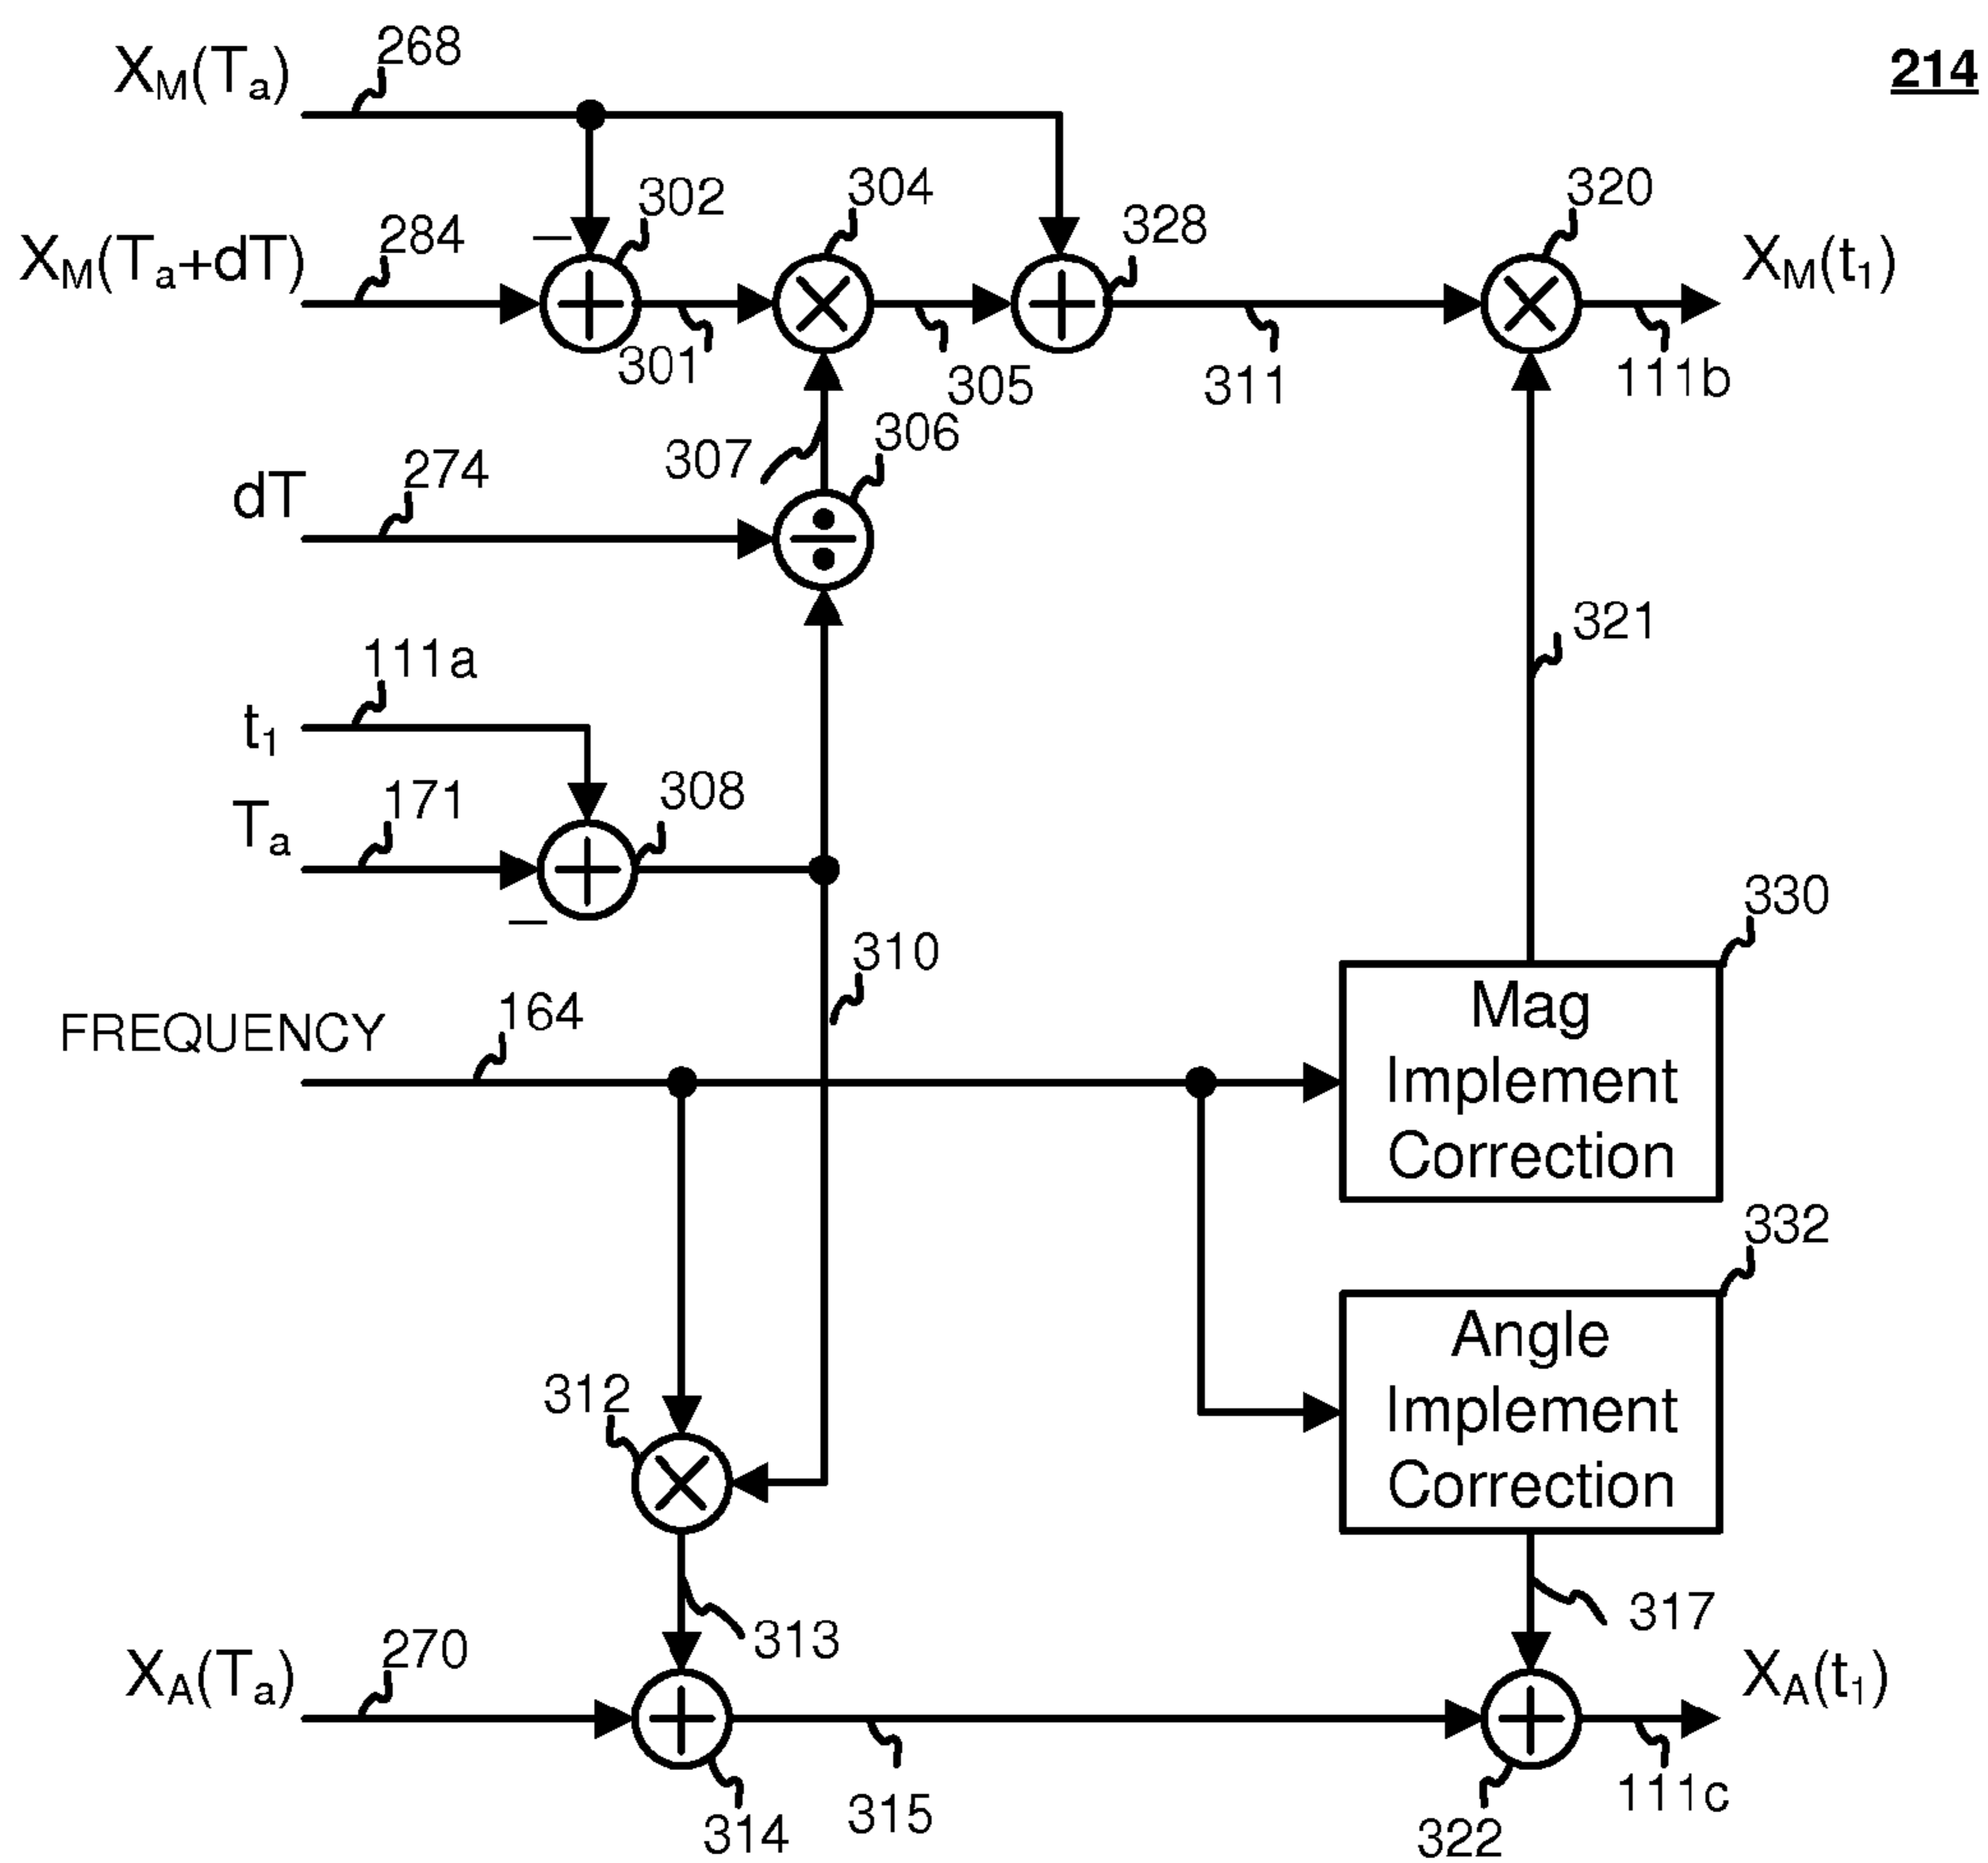 268
X_M(T_a)
214
302
304
320
284
328
X_M(T_a+dT)
X_M(t_1)
−
+
×
+
×
301
305
311
111b
307
306
274
dT
÷
321
111a
t_1
171
308
T_a
+
−
330
310
164
FREQUENCY
Mag
Implement
Correction
332
Angle
Implement
Correction
312
×
313
317
270
X_A(T_a)
X_A(t_1)
+
+
314
315
322
111c